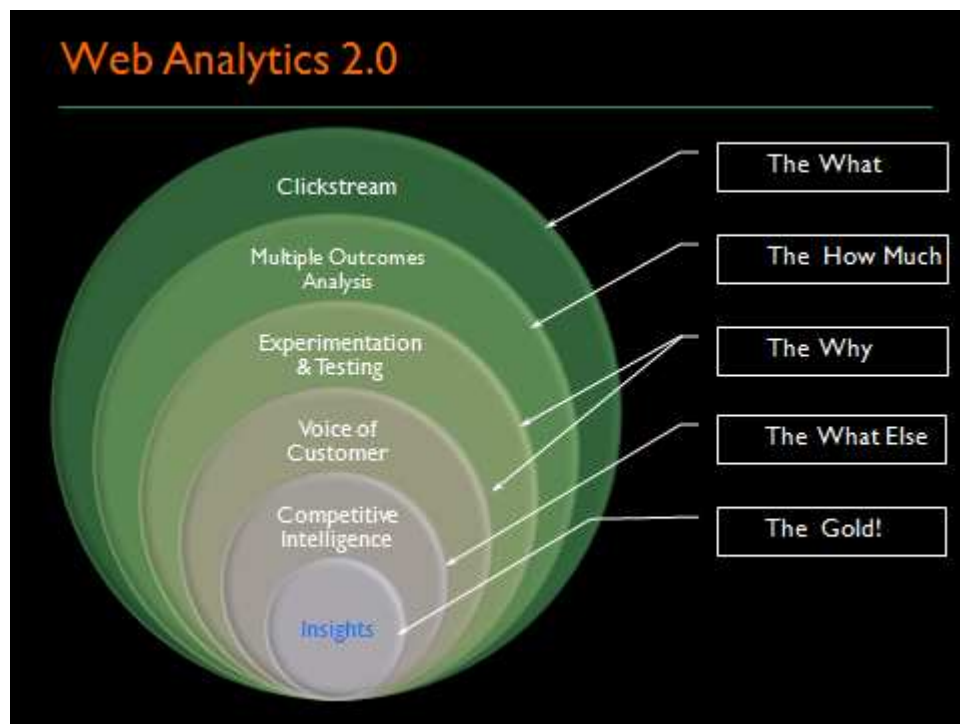 Web Analytics 2.0
Clickstream
Multiple Outcomes
Analysis
Experimentation
& Testing
Voice of
Customer
Competitive
Intelligence
Insights
The What
The How Much
The Why
The What Else
The Gold!